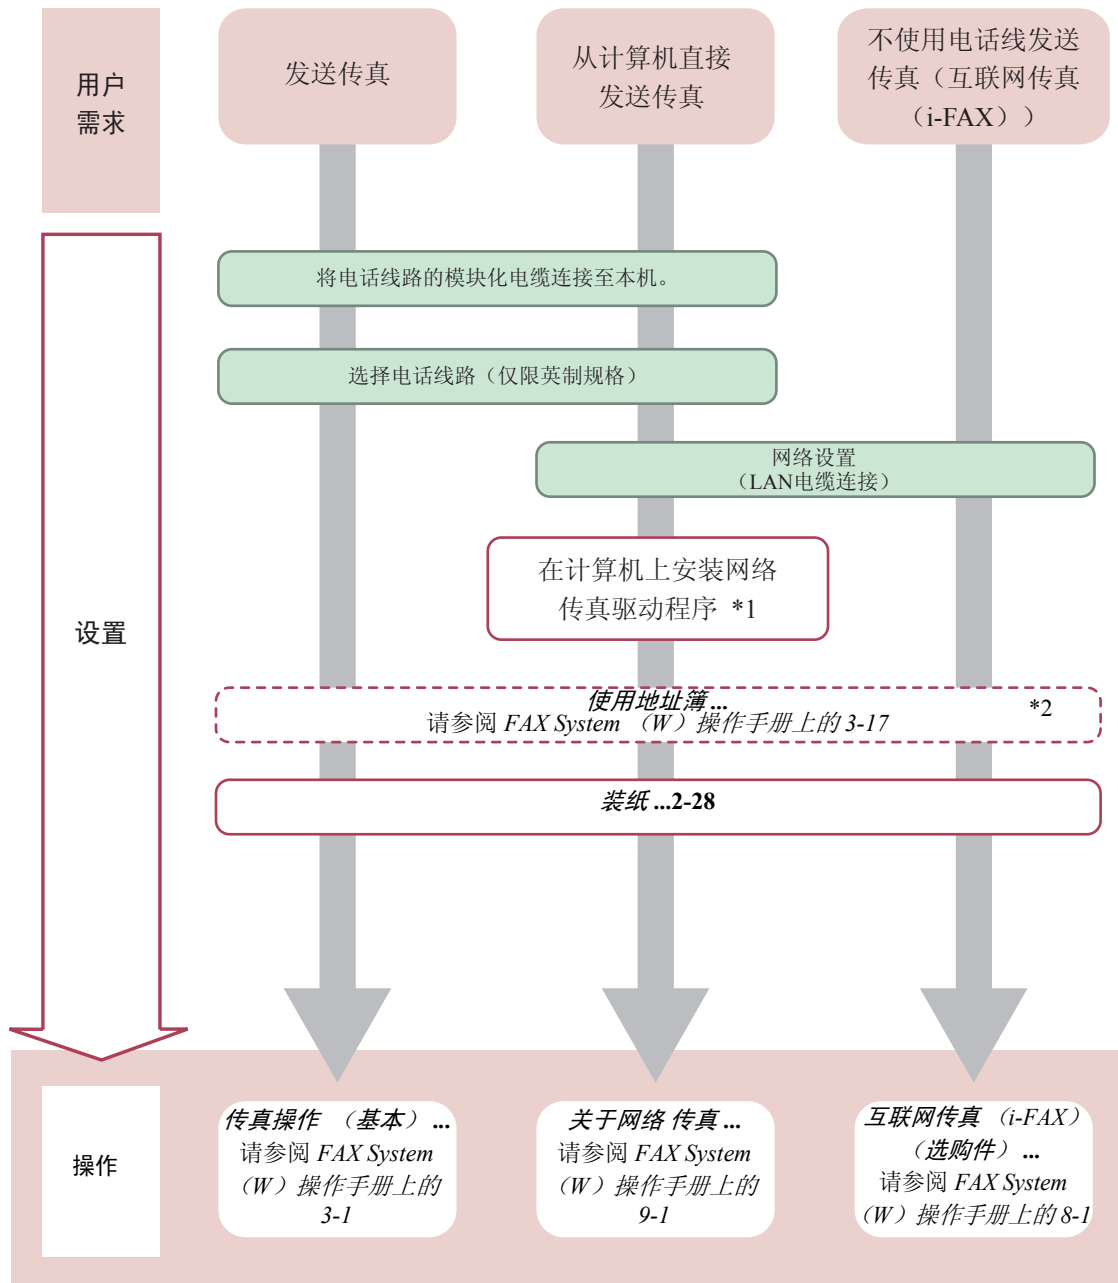 用户
需求
发送传真
从计算机直接
发送传真
不使用电话线发送
传真（互联网传真
（i-FAX））
将电话线路的模块化电缆连接至本机。
选择电话线路（仅限英制规格）
网络设置
（LAN电缆连接）
在计算机上安装网络
传真驱动程序 *1
设置
使用地址簿 ...
请参阅 FAX System （W）操作手册上的 3-17
*2
装纸 ...2-28
操作
传真操作 （基本）...
请参阅 FAX System
（W）操作手册上的
3-1
关于网络 传真 ...
请参阅 FAX System
（W）操作手册上的
9-1
互联网传真 （i-FAX）
（选购件）...
请参阅 FAX System
（W）操作手册上的 8-1